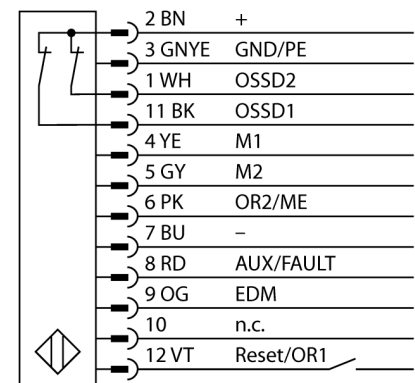 2 BN +
3 GNYE GND/PE
1 WH OSSD2
11 BK OSSD1
4 YE M1
5 GY M2
6 PK OR2/ME
7 BU –
8 RD AUX/FAULT
9 OG EDM
10 n.c.
12 VT Reset/OR1